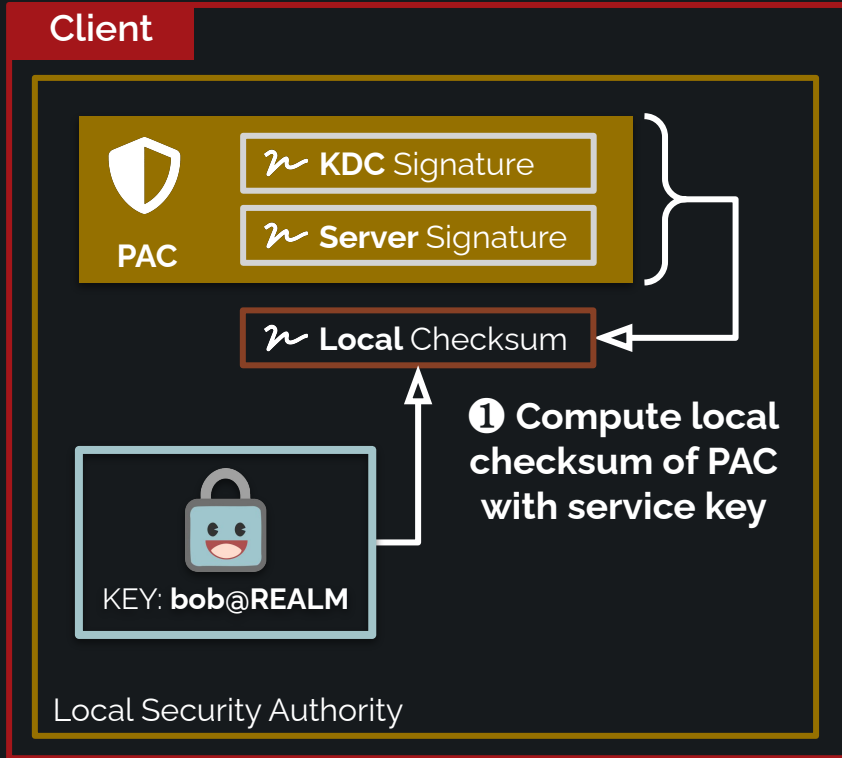 Client
KDC Signature
PAC
Server Signature
Local Checksum
❶ Compute local
checksum of PAC
with service key
KEY: bob@REALM
Local Security Authority